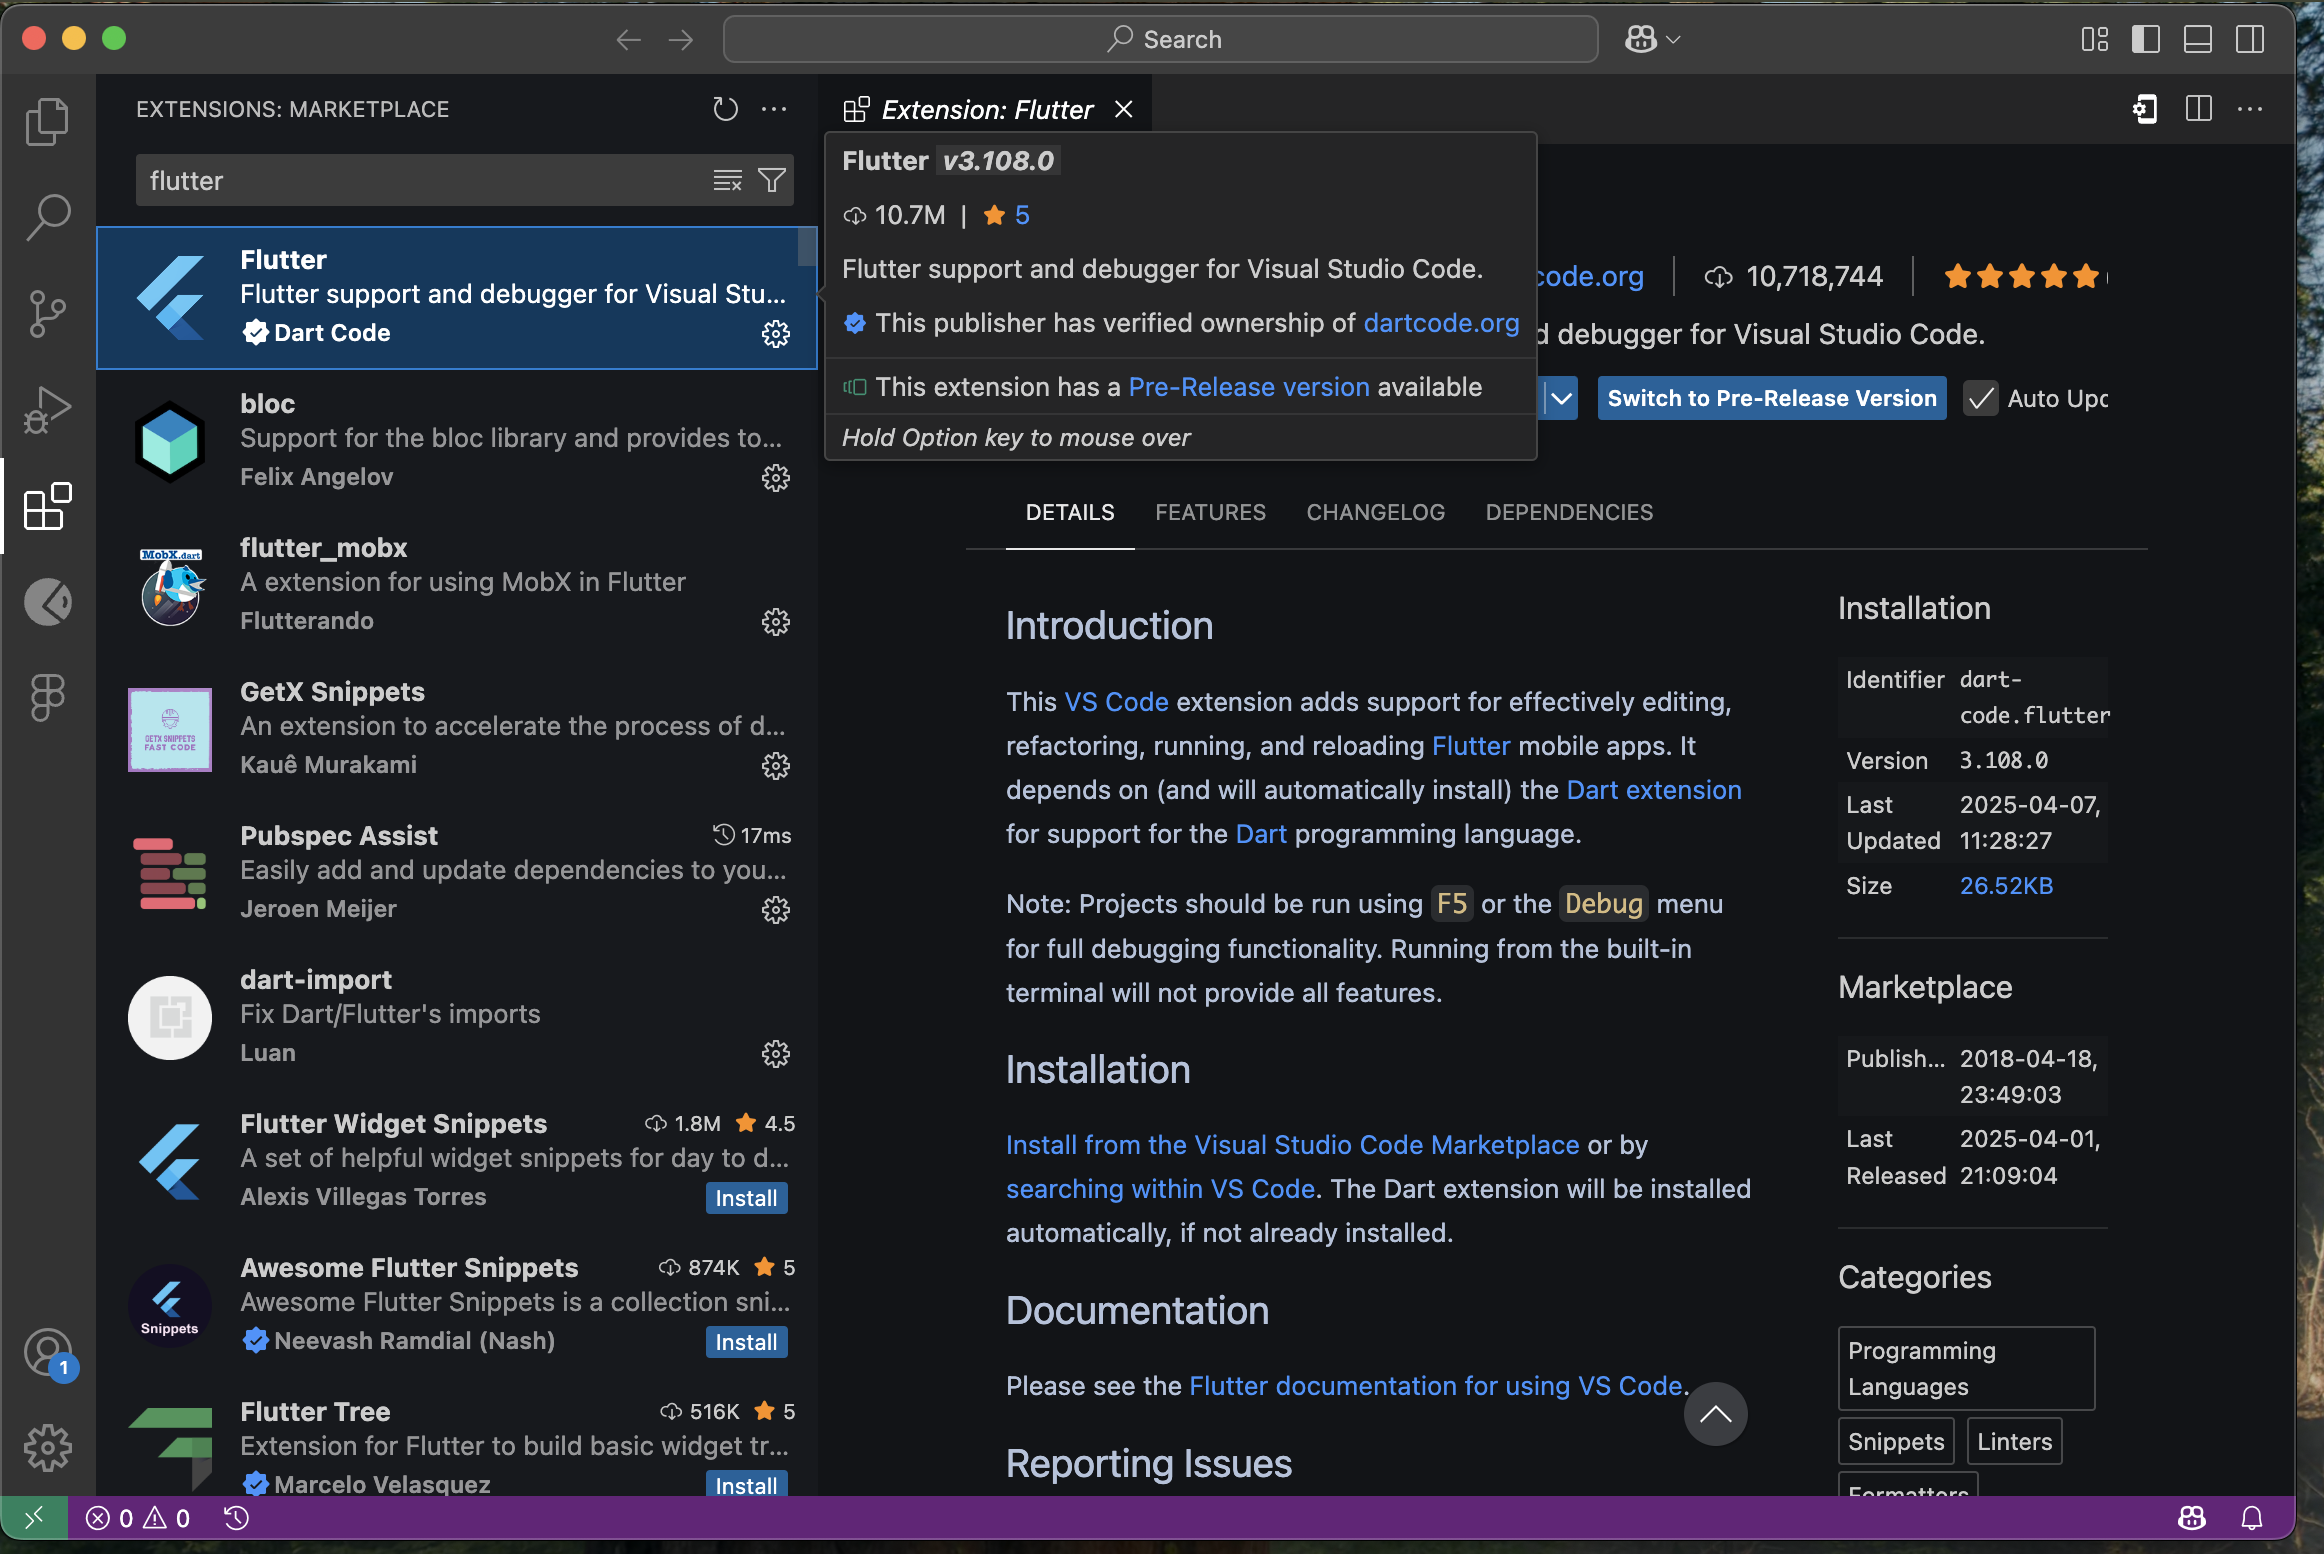 Search
EXTENSIONS: MARKETPLACE
flutter
Flutter
Flutter support and debugger for Visual Stu...
Dart Code
bloc
Support for the bloc library and provides to...
Felix Angelov
MobX.dart
flutter_mobx
A extension for using MobX in Flutter
Flutterando
GETX SNIPPETS
FAST CODE
GetX Snippets
An extension to accelerate the process of d...
Kauê Murakami
Pubspec Assist
17ms
Easily add and update dependencies to you...
Jeroen Meijer
dart-import
Fix Dart/Flutter's imports
Luan
Flutter Widget Snippets
1.8M 4.5
A set of helpful widget snippets for day to d...
Alexis Villegas Torres
Install
Snippets
Awesome Flutter Snippets
874K 5
Awesome Flutter Snippets is a collection sni...
Neevash Ramdial (Nash)
Install
Flutter Tree
516K 5
Extension for Flutter to build basic widget tr...
Marcelo Velasquez
Install
1
0 0
Extension: Flutter
Flutter v3.108.0
10.7M | 5
Flutter support and debugger for Visual Studio Code.
This publisher has verified ownership of dartcode.org
This extension has a Pre-Release version available
Hold Option key to mouse over
code.org
10,718,744
d debugger for Visual Studio Code.
Switch to Pre-Release Version
Auto Upd
DETAILS FEATURES CHANGELOG DEPENDENCIES
Introduction
This VS Code extension adds support for effectively editing,
refactoring, running, and reloading Flutter mobile apps. It
depends on (and will automatically install) the Dart extension
for support for the Dart programming language.
Note: Projects should be run using F5 or the Debug menu
for full debugging functionality. Running from the built-in
terminal will not provide all features.
Installation
Install from the Visual Studio Code Marketplace or by
searching within VS Code. The Dart extension will be installed
automatically, if not already installed.
Documentation
Please see the Flutter documentation for using VS Code.
Reporting Issues
Installation
Identifier dart-
code.flutter
Version 3.108.0
Last 2025-04-07,
Updated 11:28:27
Size 26.52KB
Marketplace
Publish... 2018-04-18,
23:49:03
Last 2025-04-01,
Released 21:09:04
Categories
Programming
Languages
Snippets
Linters
Formatters